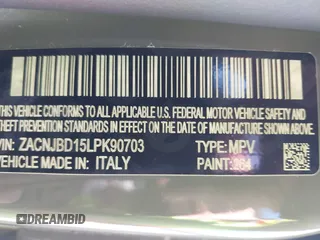 THIS VEHICLE CONFORMS TO ALL APPLICABLE U.S. FEDERAL MOTOR VEHICLE SAFETY AND
THEFT PREVENTION STANDARDS IN EFFECT ON THE DATE OF MANUFACTURE SHOWN ABOVE
VIN: ZACNJBD15LPK90703 TYPE: MPV
VEHICLE MADE IN: ITALY PAINT: 264
DREAMBID